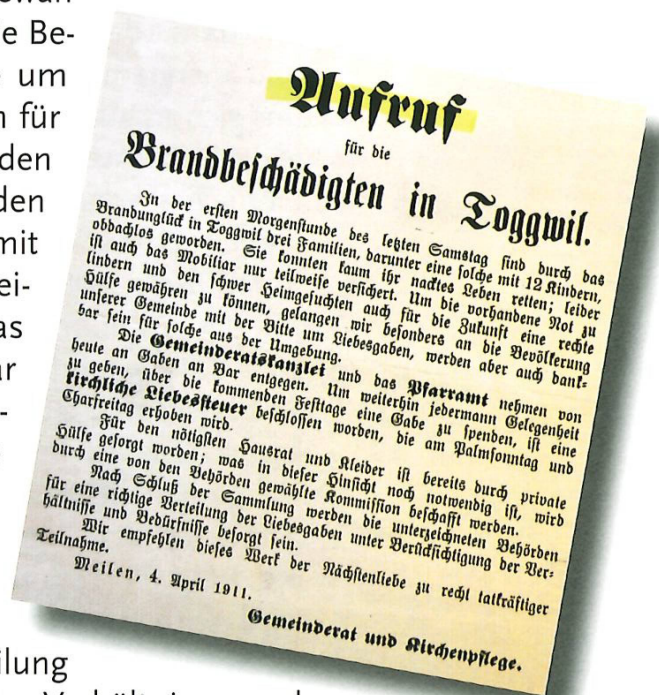 e Be-
um
n für
den
den
mit
ei-
as
ar
-
ilung
Aufruf
für die
Brandbeschädigten in Toggwil.
In der ersten Morgenstunde des letzten Samstag sind durch das
Brandunglück in Toggwil drei Familien, darunter eine solche mit 12 Kindern,
obdachlos geworden. Sie konnten kaum ihr nacktes Leben retten; leider
ist auch das Mobiliar nur teilweise versichert. Um die vorhandene Not zu
lindern und den schwer Heimgesuchten auch für die Zukunft eine rechte
Hülfe gewähren zu können, gelangen wir besonders an die Bevölkerung
unserer Gemeinde mit der Bitte um Liebesgaben, werden aber auch dank-
bar sein für solche aus der Umgebung.
Die Gemeinderatskanzlei und das Pfarramt nehmen von
heute an Gaben an Bar entgegen. Um weiterhin jedermann Gelegenheit
zu geben, über die kommenden Festtage eine Gabe zu spenden, ist eine
kirchliche Liebessteuer beschlossen worden, die am Palmsonntag und
Charfreitag erhoben wird.
Für den nötigsten Hausrat und Kleider ist bereits durch private
Hülfe gesorgt worden; was in dieser Hinsicht noch notwendig ist, wird
durch eine von den Behörden gewählte Kommission beschafft werden.
Nach Schluß der Sammlung werden die unterzeichneten Behörden
für eine richtige Verteilung der Liebesgaben unter Berücksichtigung der Ver-
hältnisse und Bedürfnisse besorgt sein.
Wir empfehlen dieses Werk der Nächstenliebe zu recht tatkräftiger
Teilnahme.
Meilen, 4. April 1911.
Gemeinderat und Kirchenpflege.